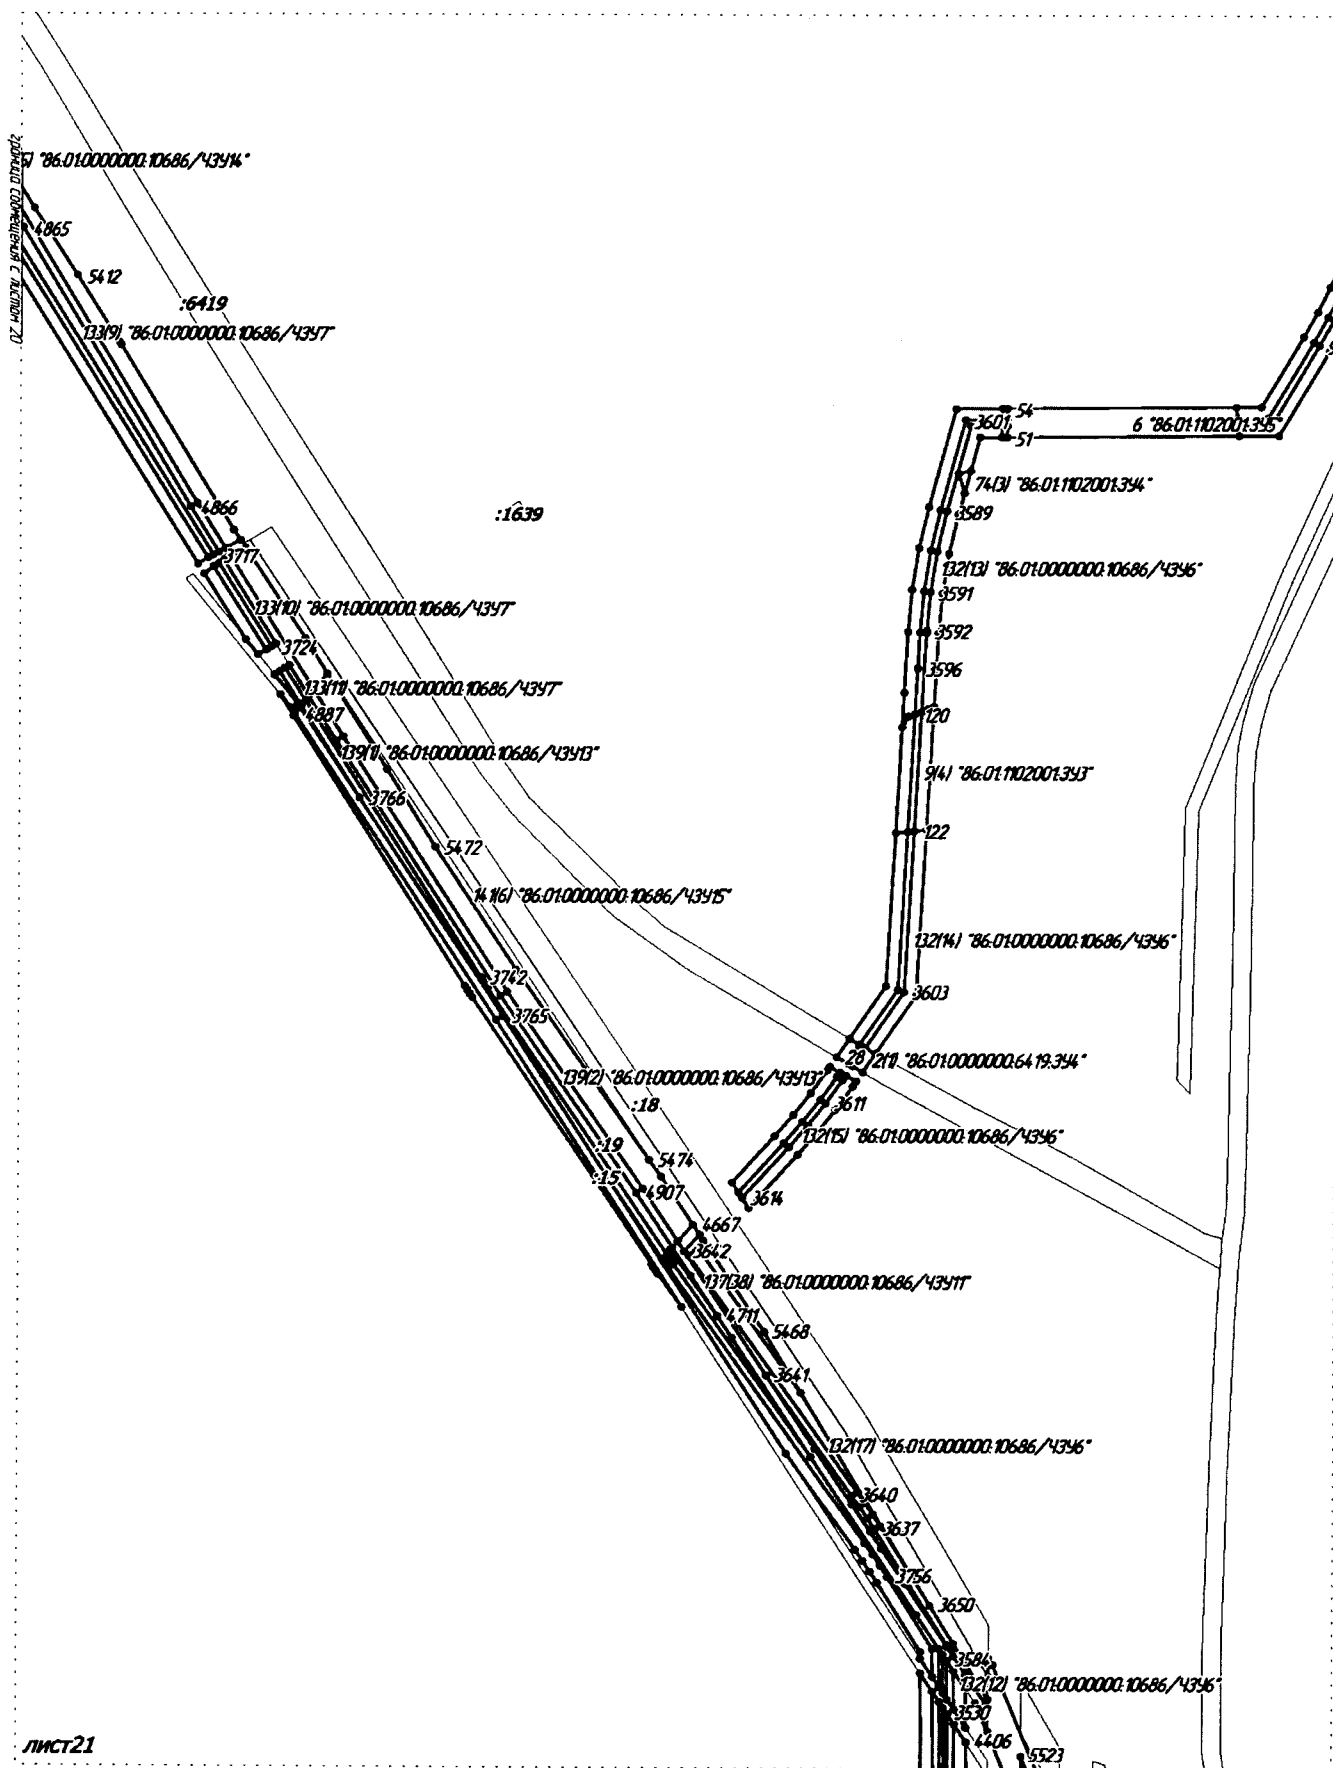 5) "86:01:0000000:10686/ЧЗУ14"
граница совмещения с листом 20
4865
5412
:6419
133(9) "86:01:0000000:10686/ЧЗУ7"
54
3601
6 "86:01:1102001:ЗУ5"
51
74(3) "86:01:1102001:ЗУ4"
4866
:1639
3589
3717
132(13) "86:01:0000000:10686/ЧЗУ6"
3591
133(10) "86:01:0000000:10686/ЧЗУ7"
3592
3724
3596
133(11) "86:01:0000000:10686/ЧЗУ7"
4887
120
139(1) "86:01:0000000:10686/ЧЗУ13"
9(4) "86:01:1102001:ЗУ3"
3766
122
5472
141(6) "86:01:0000000:10686/ЧЗУ15"
132(14) "86:01:0000000:10686/ЧЗУ6"
3742
3603
3765
28
2(1) "86:01:0000000:6419:ЗУ4"
139(2) "86:01:0000000:10686/ЧЗУ13"
:18
3611
132(15) "86:01:0000000:10686/ЧЗУ6"
:19
5474
:15
4907
3614
4667
3642
137(38) "86:01:0000000:10686/ЧЗУ11"
4711
5468
3641
132(17) "86:01:0000000:10686/ЧЗУ6"
3640
3637
3756
3650
3584
132(12) "86:01:0000000:10686/ЧЗУ6"
3530
4406
5523
лист21